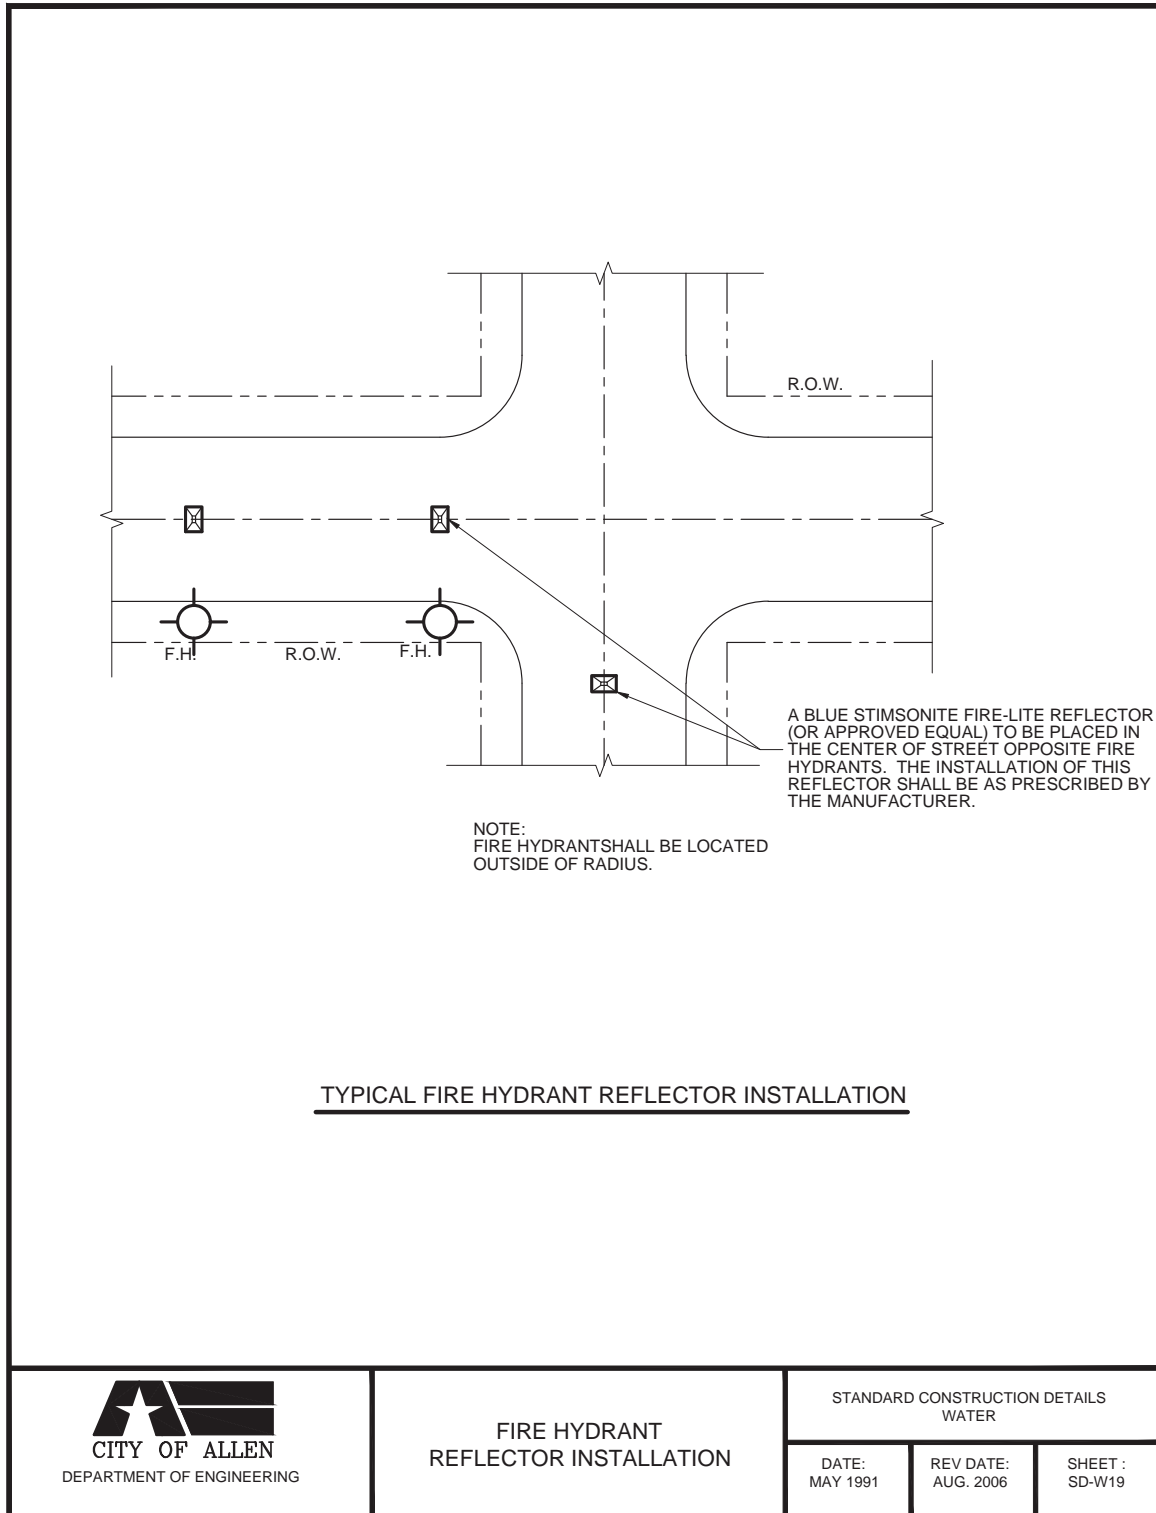 R.O.W.
F.H.
R.O.W.
F.H.
A BLUE STIMSONITE FIRE-LITE REFLECTOR
(OR APPROVED EQUAL) TO BE PLACED IN
THE CENTER OF STREET OPPOSITE FIRE
HYDRANTS.  THE INSTALLATION OF THIS
REFLECTOR SHALL BE AS PRESCRIBED BY
THE MANUFACTURER.
NOTE:
FIRE HYDRANTSHALL BE LOCATED
OUTSIDE OF RADIUS.
TYPICAL FIRE HYDRANT REFLECTOR INSTALLATION
CITY OF ALLEN
DEPARTMENT OF ENGINEERING
FIRE HYDRANT
REFLECTOR INSTALLATION
STANDARD CONSTRUCTION DETAILS
WATER
DATE:
MAY 1991
REV DATE:
AUG. 2006
SHEET :
SD-W19